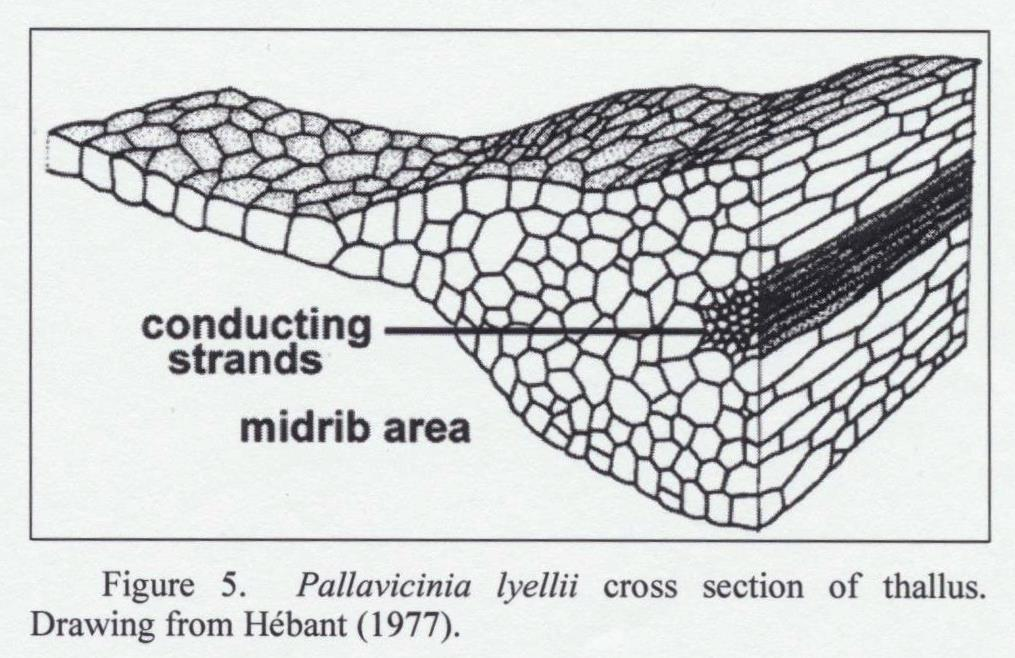 conducting
strands
midrib area
Figure 5. Pallavicinia lyellii cross section of thallus.
Drawing from Hébant (1977).